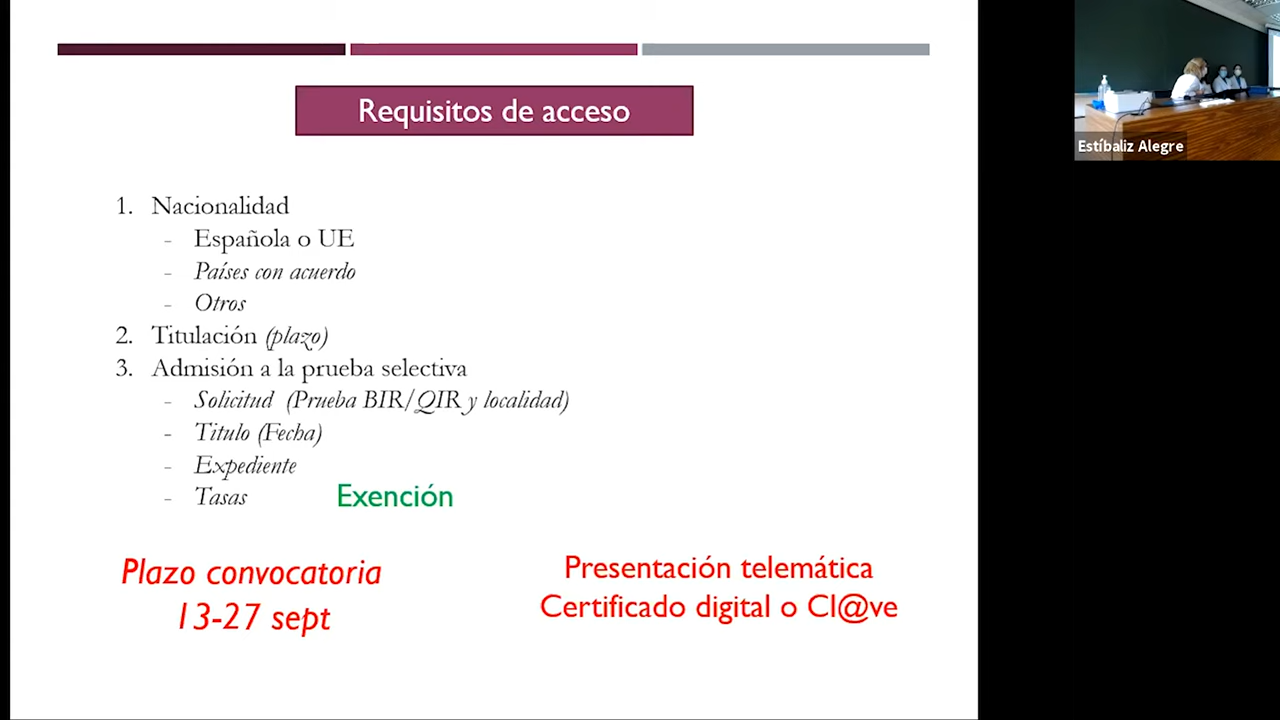 Requisitos de acceso
1. Nacionalidad
- Española o UE
- Países con acuerdo
- Otros
2. Titulación (plazo)
3. Admisión a la prueba selectiva
- Solicitud (Prueba BIR/QIR y localidad)
- Titulo (Fecha)
- Expediente
- Tasas Exención
Plazo convocatoria
13-27 sept
Presentación telemática
Certificado digital o Cl@ve
Estíbaliz Alegre